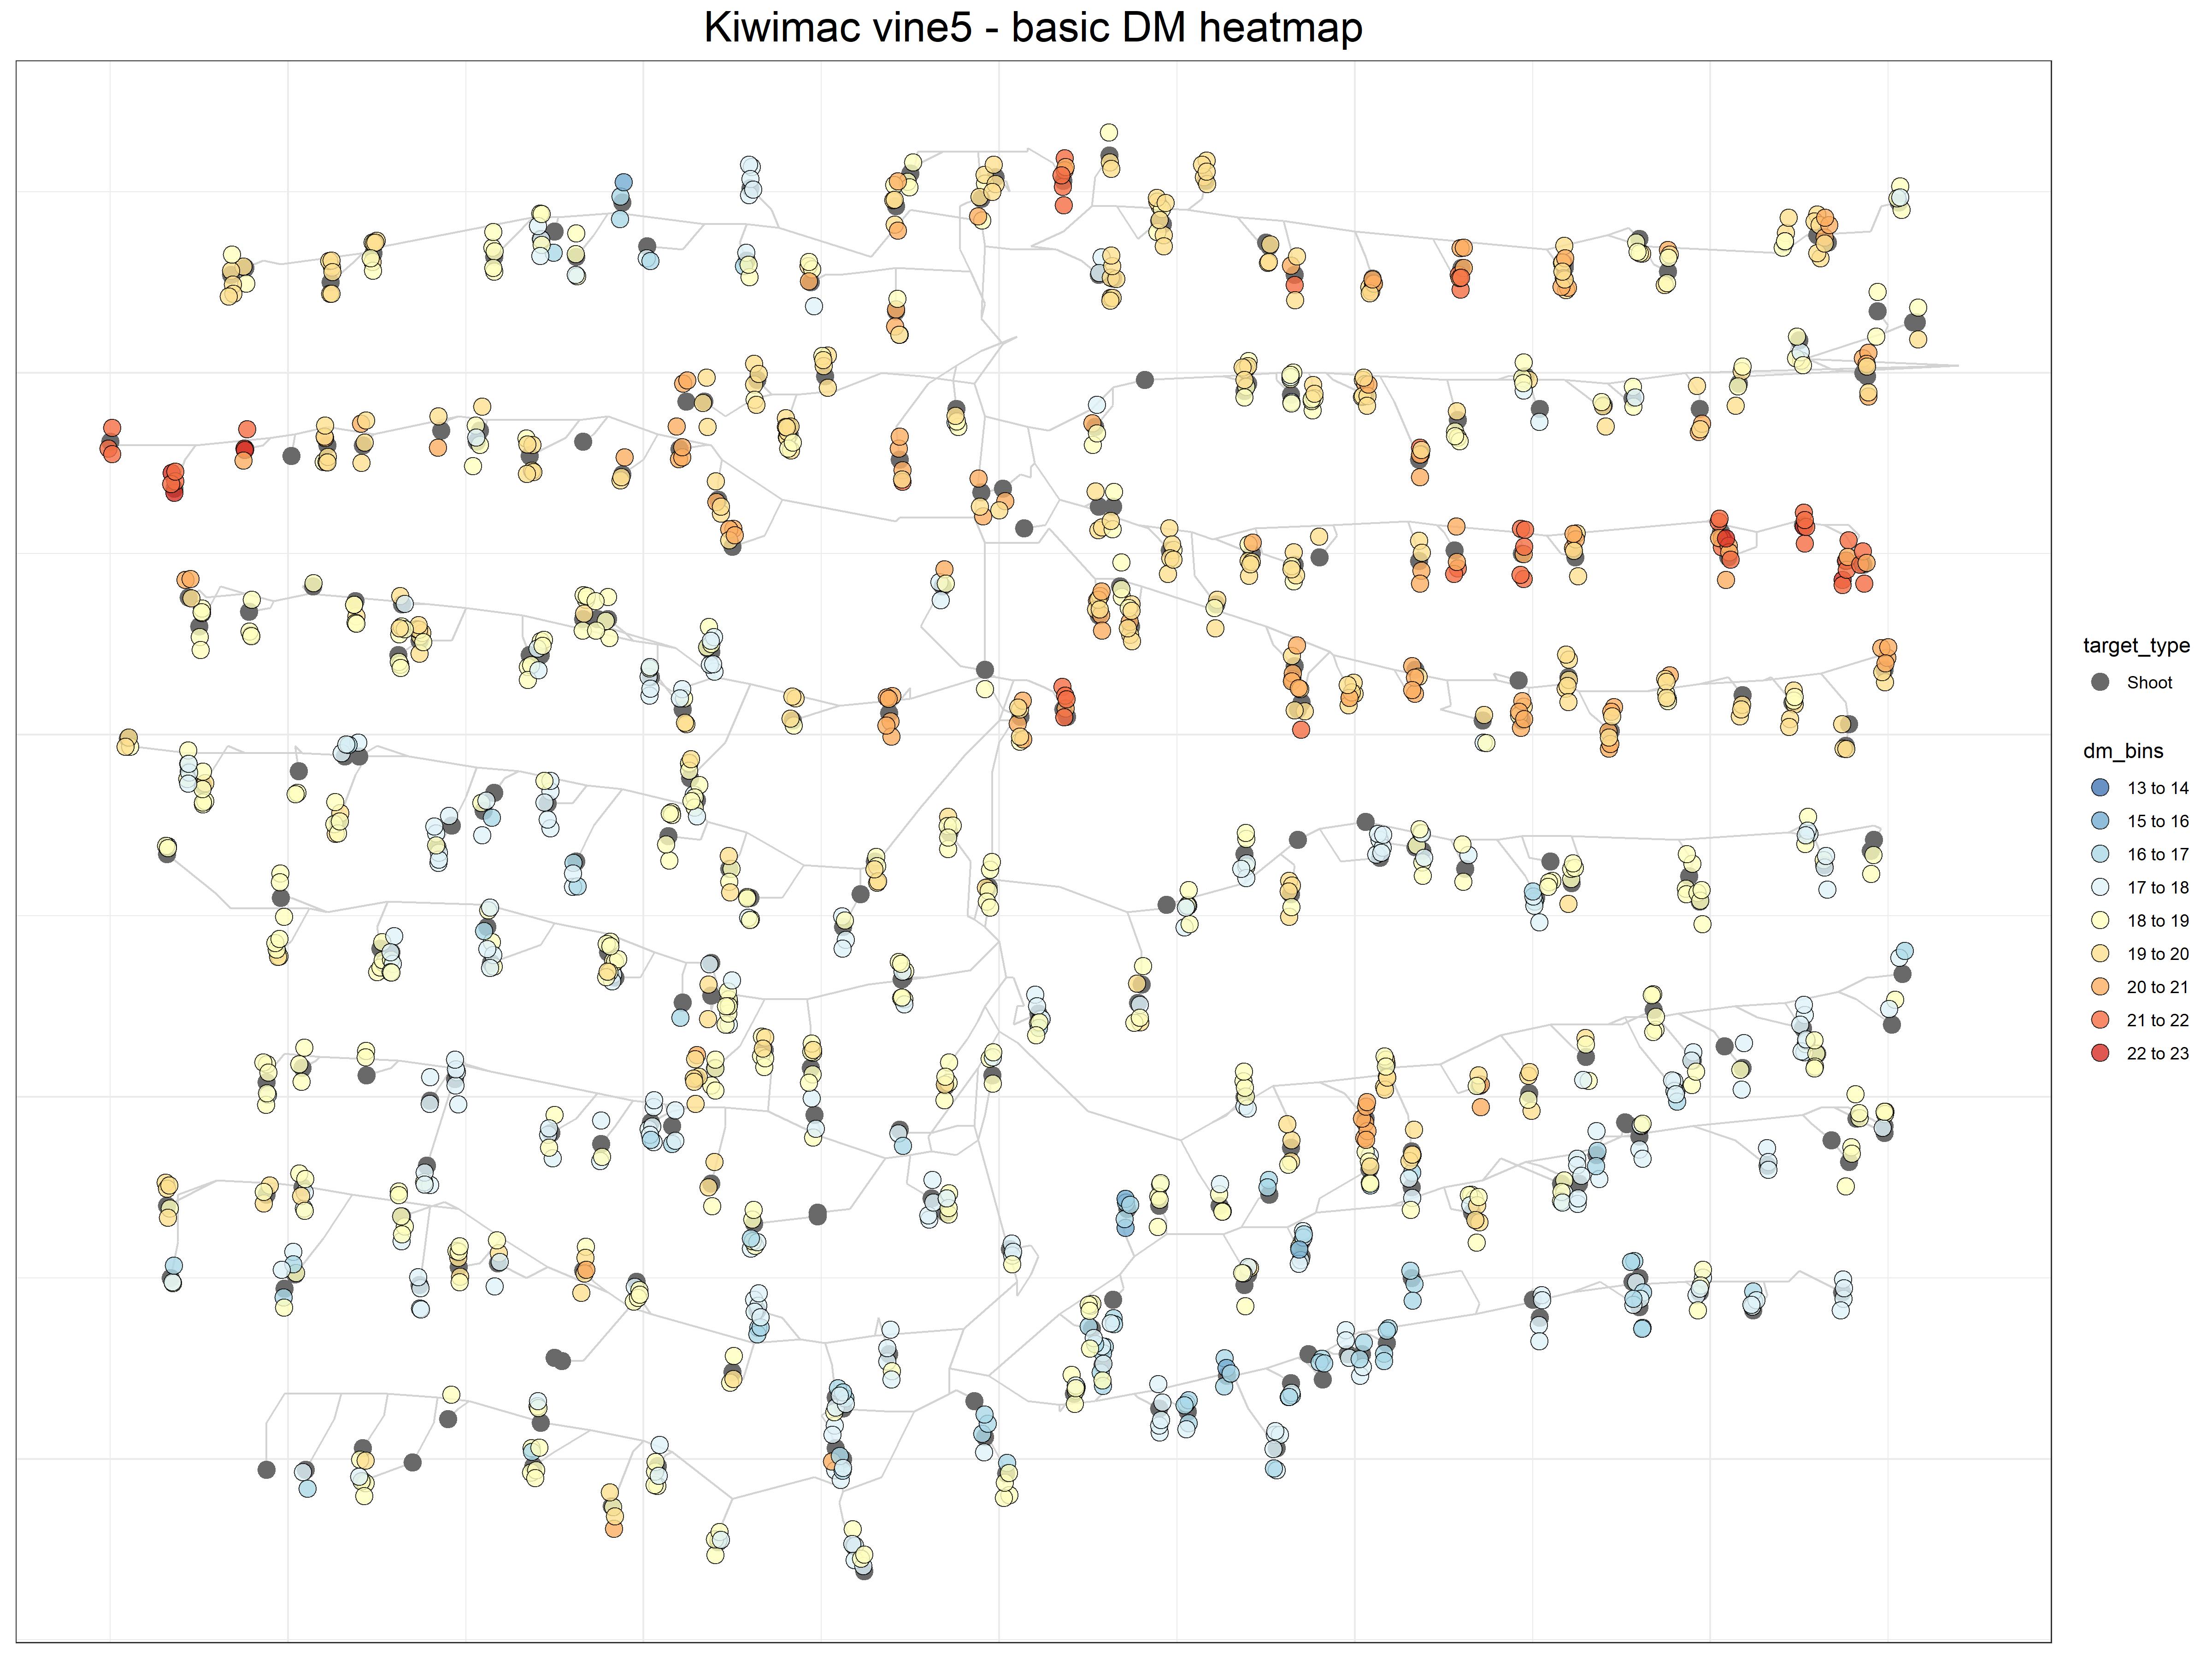 Kiwimac vine5 - basic DM heatmap
target_type
Shoot
dm_bins
13 to 14
15 to 16
16 to 17
17 to 18
18 to 19
19 to 20
20 to 21
21 to 22
22 to 23